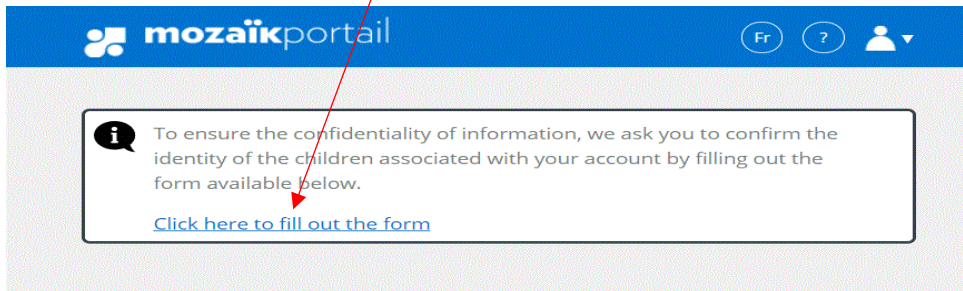 mozaïkportail
Fr ?
To ensure the confidentiality of information, we ask you to confirm the
identity of the children associated with your account by filling out the
form available below.
Click here to fill out the form